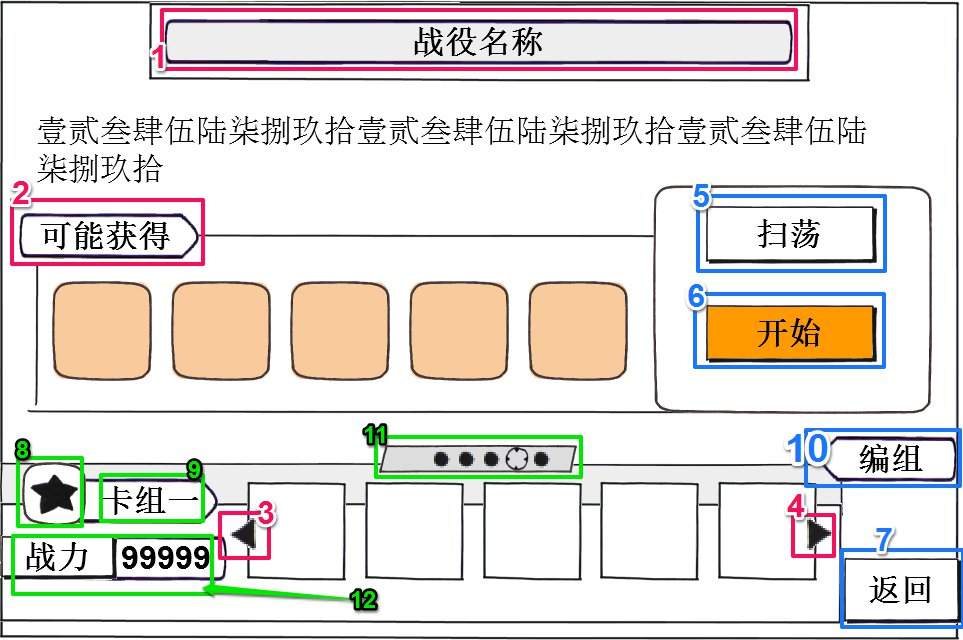 战役名称
1
壹贰叁肆伍陆柒捌玖拾壹贰叁肆伍陆柒捌玖拾壹贰叁肆伍陆
柒捌玖拾
2
可能获得
5
扫荡
6
开始
11
10
编组
8
9
卡组一
3
4
战力 99999
7
返回
12